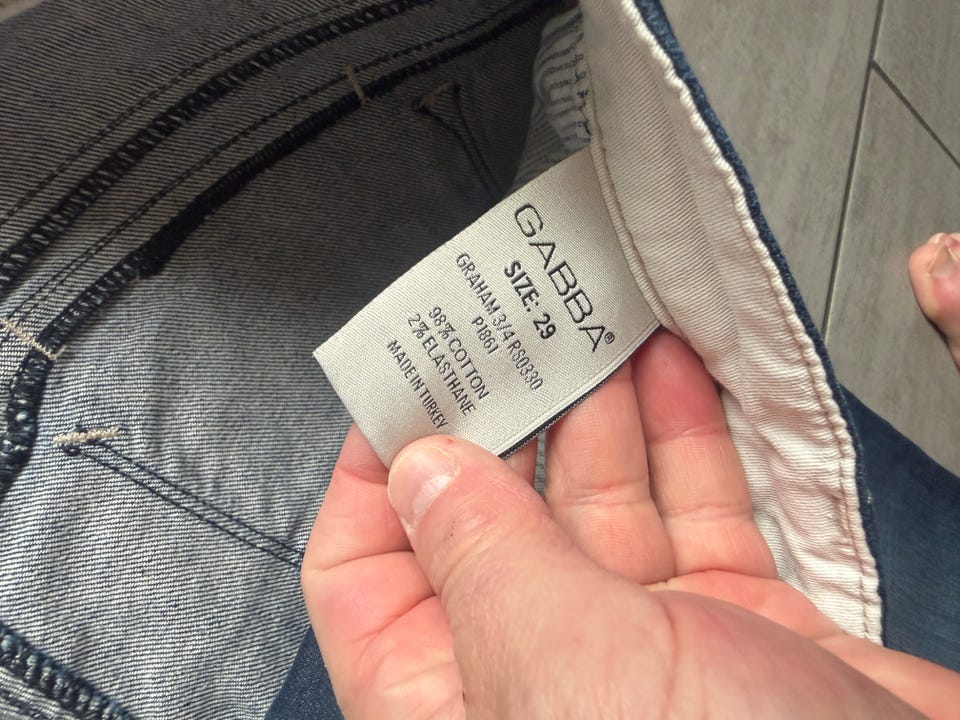 GABBA®
SIZE: 29
GRAHAM 3/4 RS0330
P1861
98% COTTON
2% ELASTHANE
MADE IN TURKEY